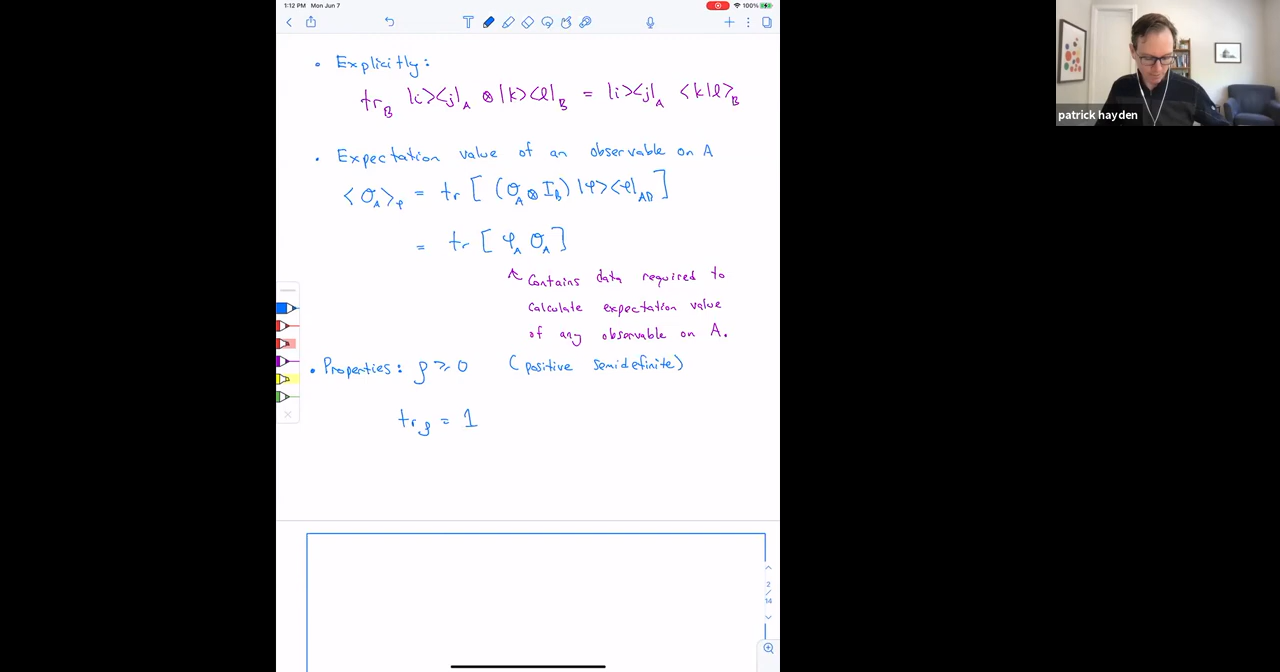 1:12 PM Mon Jun 7
100%
patrick hayden
• Explicitly:
tr_B |i><j|_A ⊗ |k><l|_B = |i><j|_A <k|l>_B
• Expectation value of an observable on A
<O_A>_φ = tr [ (O_A ⊗ I_B) |φ><φ|_AB ]
= tr [ φ_A O_A ]
↖ Contains data required to
calculate expectation value
of any observable on A.
• Properties: ρ ≥ 0 (positive semidefinite)
tr ρ = 1
2
/
14